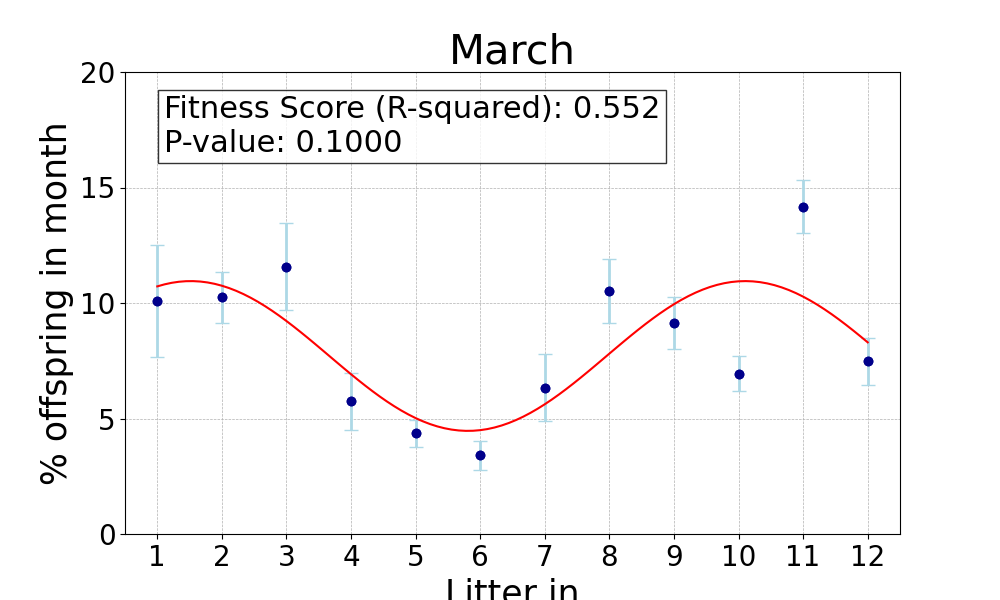 March
Fitness Score (R-squared): 0.552
P-value: 0.1000
% offspring in month
20
15
10
5
0
1 2 3 4 5 6 7 8 9 10 11 12
Litter in